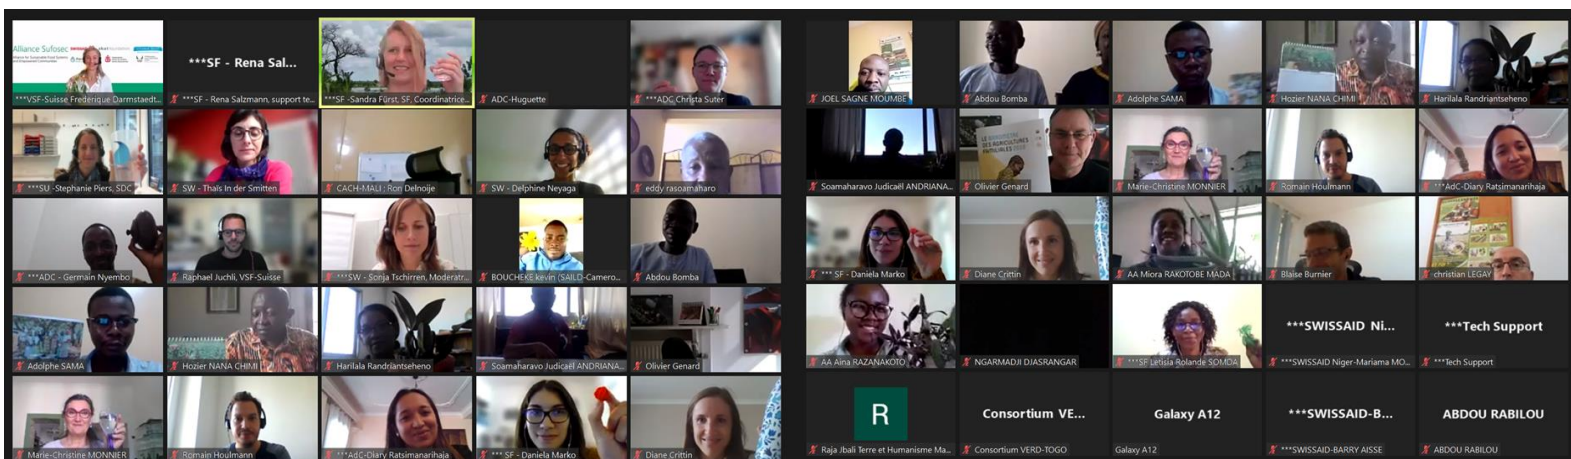 Alliance Sufosec
***VSF-Suisse Frederique Darmstaedt...
***SF - Rena Sal...
***SF - Rena Salzmann, support te...
***SF -Sandra Fürst, SF, Coordinatrice...
ADC-Huguette
***ADC Christa Suter
***SU -Stephanie Piers, SDC
SW - Thaïs In der Smitten
CACH-MALI : Ron Delnoije
SW - Delphine Neyaga
eddy rasoamaharo
***ADC - Germain Nyembo
Raphael Juchli, VSF-Suisse
***SW - Sonja Tschirren, Moderatr...
BOUCHEKE kevin (SAILD-Camero...
Abdou Bomba
Adolphe SAMA
Hozier NANA CHIMI
Harilala Randriantseheno
Soamaharavo Judicaël ANDRIANA...
Olivier Genard
Marie-Christine MONNIER
Romain Houlmann
***AdC-Diary Ratsimanarihaja
*** SF - Daniela Marko
Diane Crittin
JOEL SAGNE MOUMBE
Abdou Bomba
Adolphe SAMA
Hozier NANA CHIMI
Harilala Randriantseheno
Soamaharavo Judicaël ANDRIANA...
LE
DES AGRICULTURES
FAMILIALES
Olivier Genard
Marie-Christine MONNIER
Romain Houlmann
***AdC-Diary Ratsimanarihaja
*** SF - Daniela Marko
Diane Crittin
AA Miora RAKOTOBE MADA
Blaise Burnier
christian LEGAY
AA Aina RAZANAKOTO
NGARMADJI DJASRANGAR
***SF Letisia Rolande SOMDA
***SWISSAID Ni...
***SWISSAID Niger-Mariama MO...
***Tech Support
***Tech Support
R
Raja Jbali Terre et Humanisme Ma...
Consortium VE...
Consortium VERD-TOGO
Galaxy A12
Galaxy A12
***SWISSAID-B...
***SWISSAID-BARRY AISSE
ABDOU RABILOU
ABDOU RABILOU